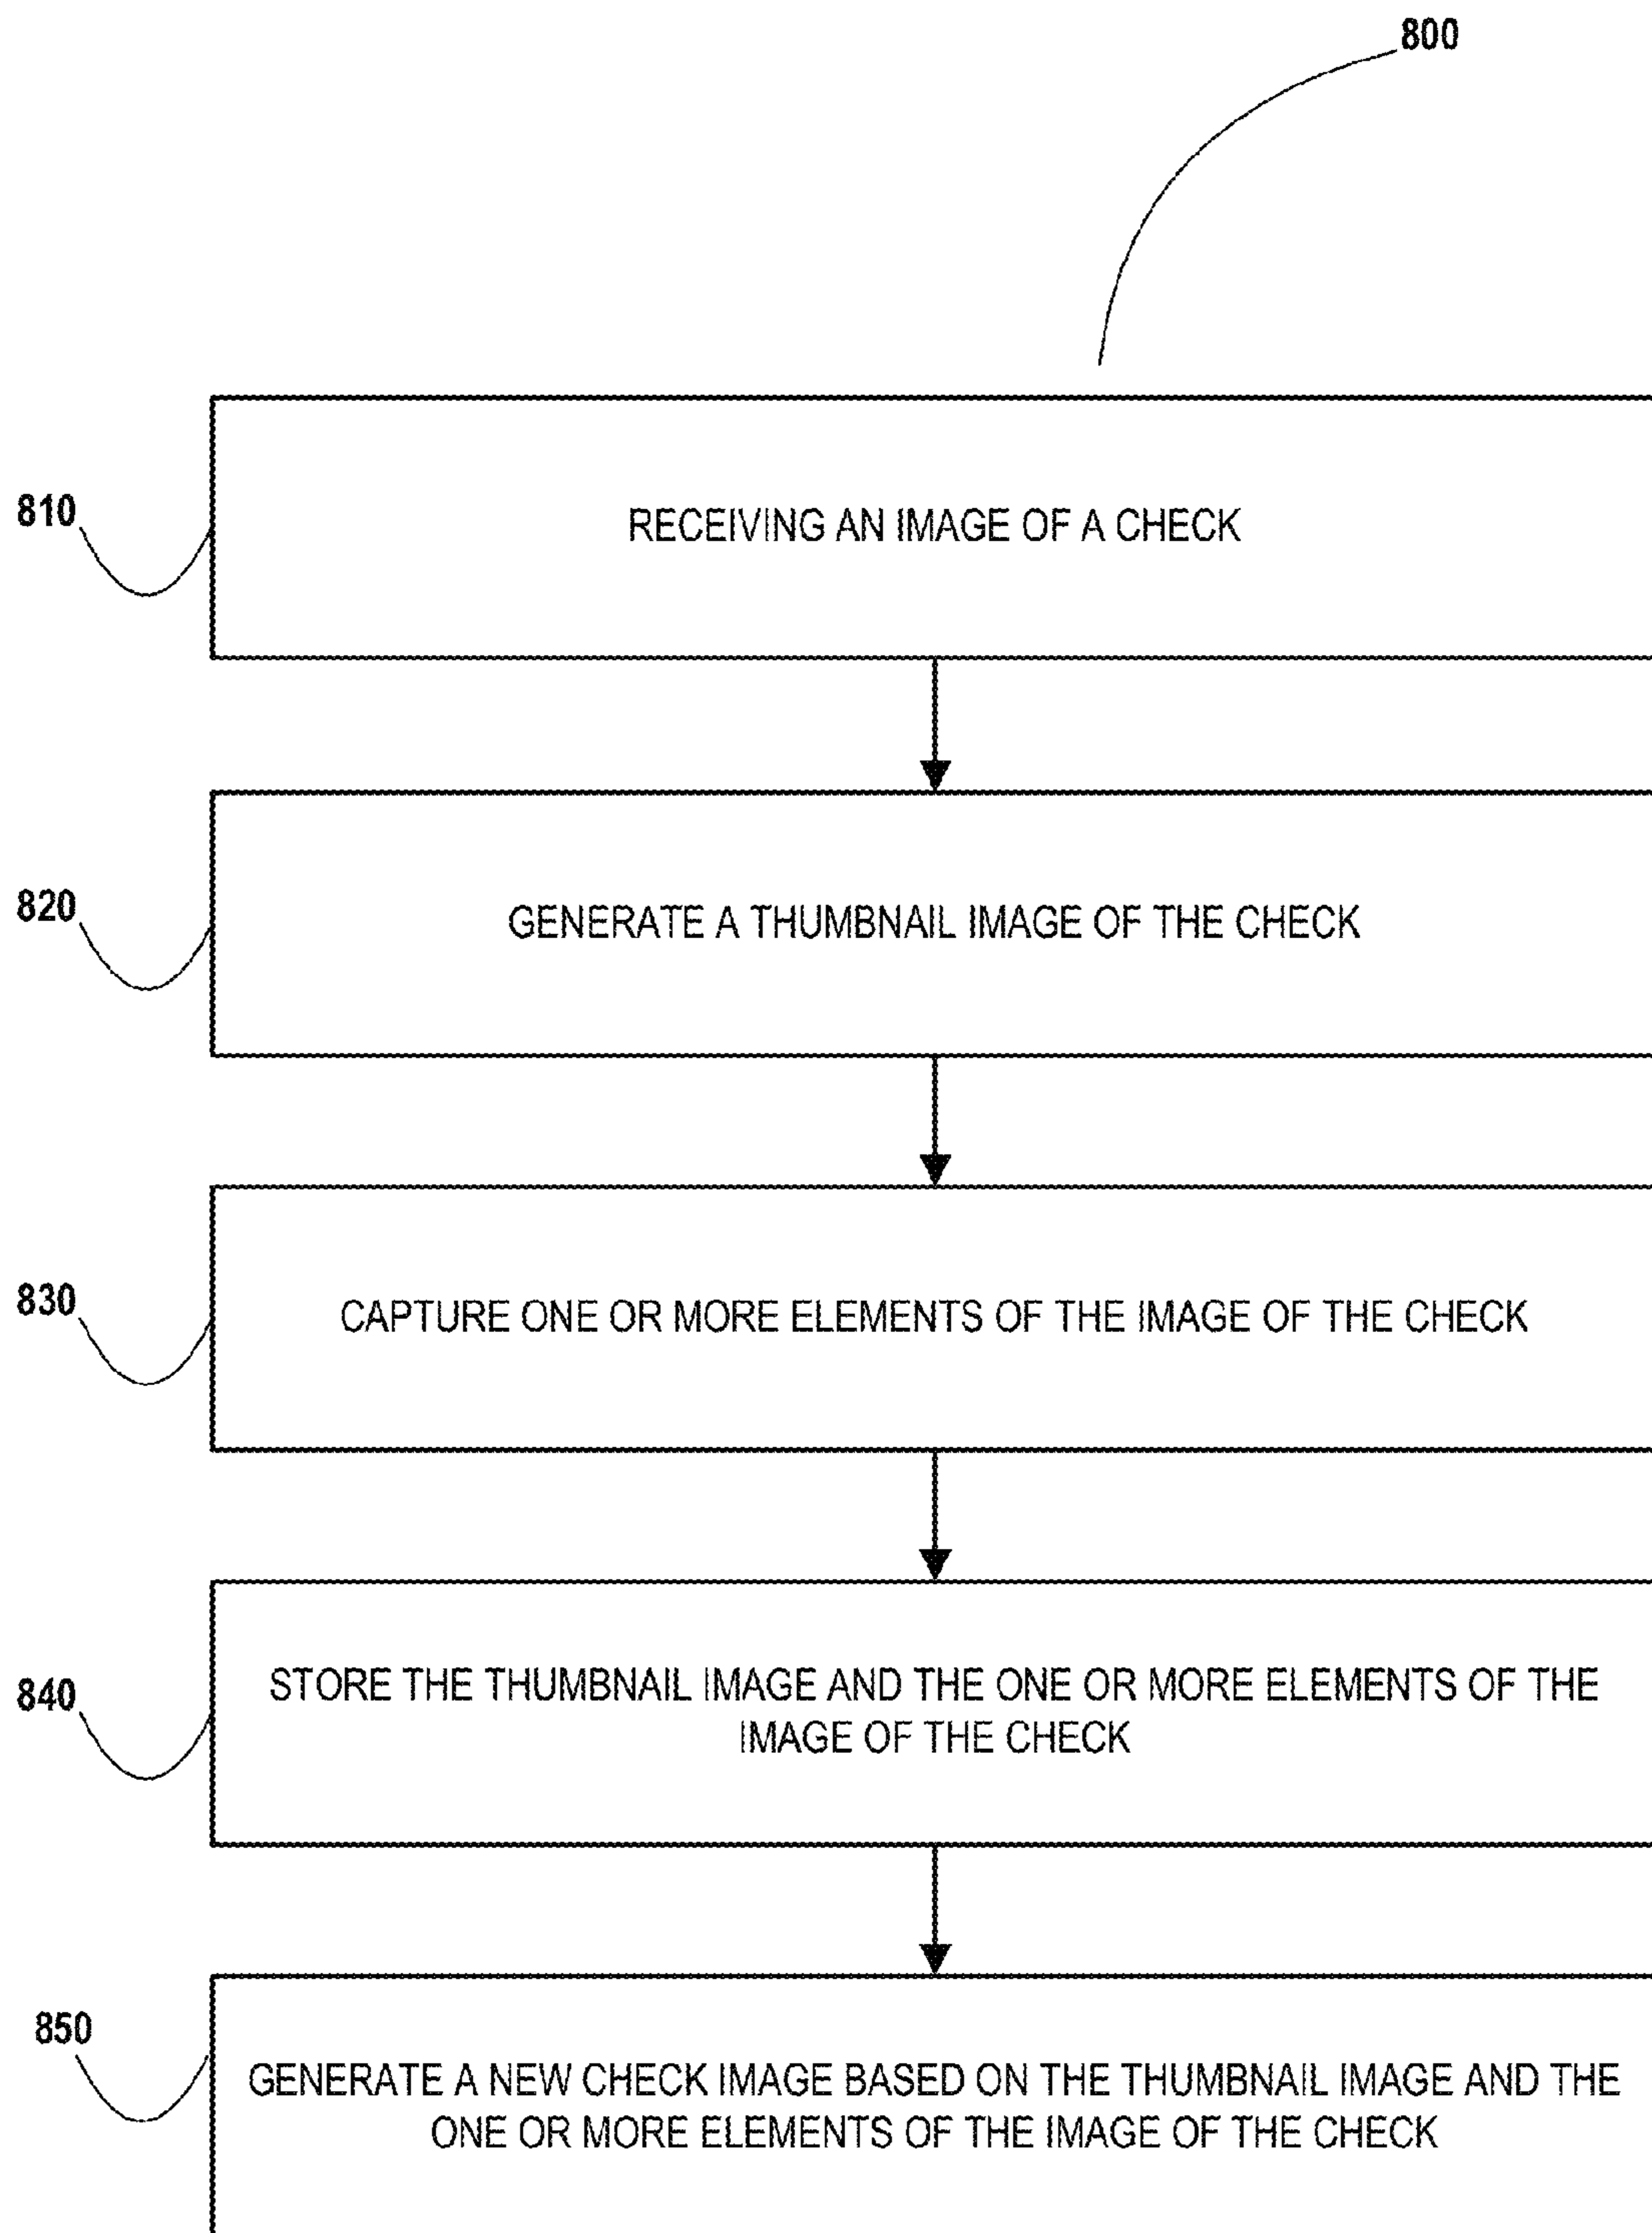 800
810
RECEIVING AN IMAGE OF A CHECK
820
GENERATE A THUMBNAIL IMAGE OF THE CHECK
830
CAPTURE ONE OR MORE ELEMENTS OF THE IMAGE OF THE CHECK
840
STORE THE THUMBNAIL IMAGE AND THE ONE OR MORE ELEMENTS OF THE
IMAGE OF THE CHECK
850
GENERATE A NEW CHECK IMAGE BASED ON THE THUMBNAIL IMAGE AND THE
ONE OR MORE ELEMENTS OF THE IMAGE OF THE CHECK